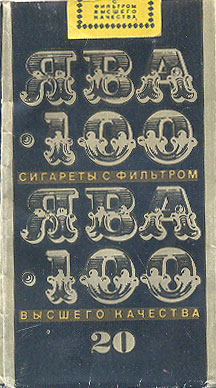 ФИЛЬТРОМ
ВЫСШЕГО
КАЧЕСТВА
ЯВА
·100
СИГАРЕТЫ С ФИЛЬТРОМ
ЯВА
·100
ВЫСШЕГО КАЧЕСТВА
20